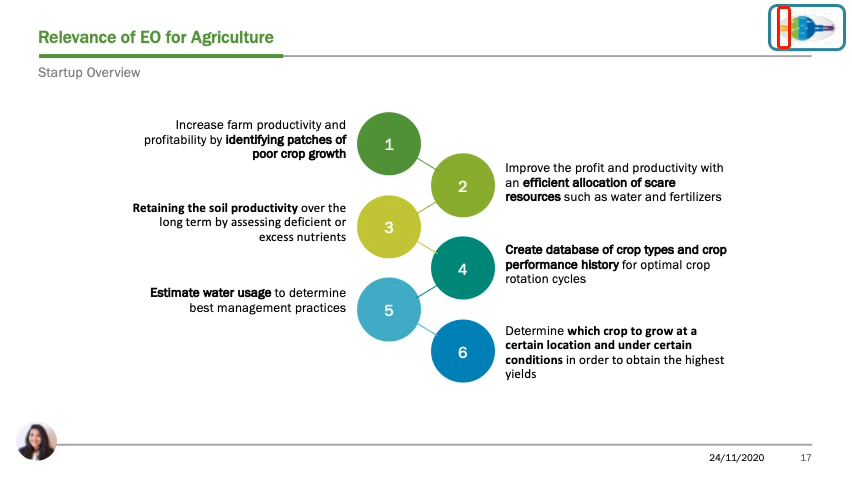 Relevance of EO for Agriculture
Startup Overview
Increase farm productivity and
profitability by identifying patches of
poor crop growth
1
2
Improve the profit and productivity with
an efficient allocation of scare
resources such as water and fertilizers
Retaining the soil productivity over the
long term by assessing deficient or
excess nutrients
3
4
Create database of crop types and crop
performance history for optimal crop
rotation cycles
Estimate water usage to determine
best management practices
5
6
Determine which crop to grow at a
certain location and under certain
conditions in order to obtain the highest
yields
24/11/2020
17